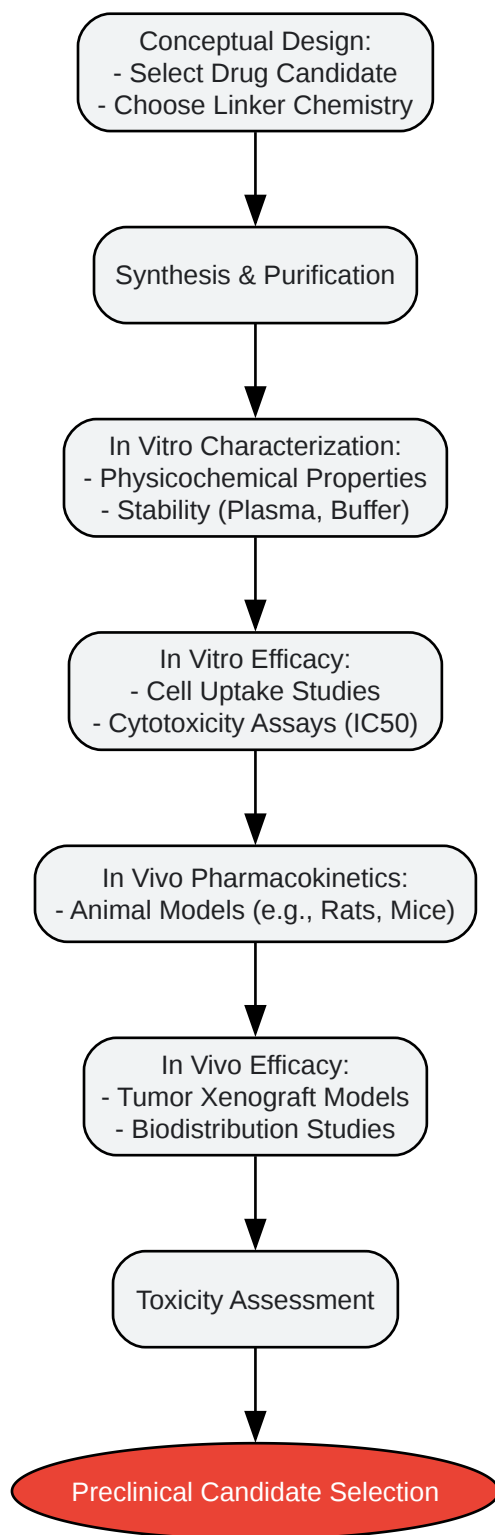 Conceptual Design:
- Select Drug Candidate
- Choose Linker Chemistry
Synthesis & Purification
In Vitro Characterization:
- Physicochemical Properties
- Stability (Plasma, Buffer)
In Vitro Efficacy:
- Cell Uptake Studies
- Cytotoxicity Assays (IC50)
In Vivo Pharmacokinetics:
- Animal Models (e.g., Rats, Mice)
In Vivo Efficacy:
- Tumor Xenograft Models
- Biodistribution Studies
Toxicity Assessment
Preclinical Candidate Selection